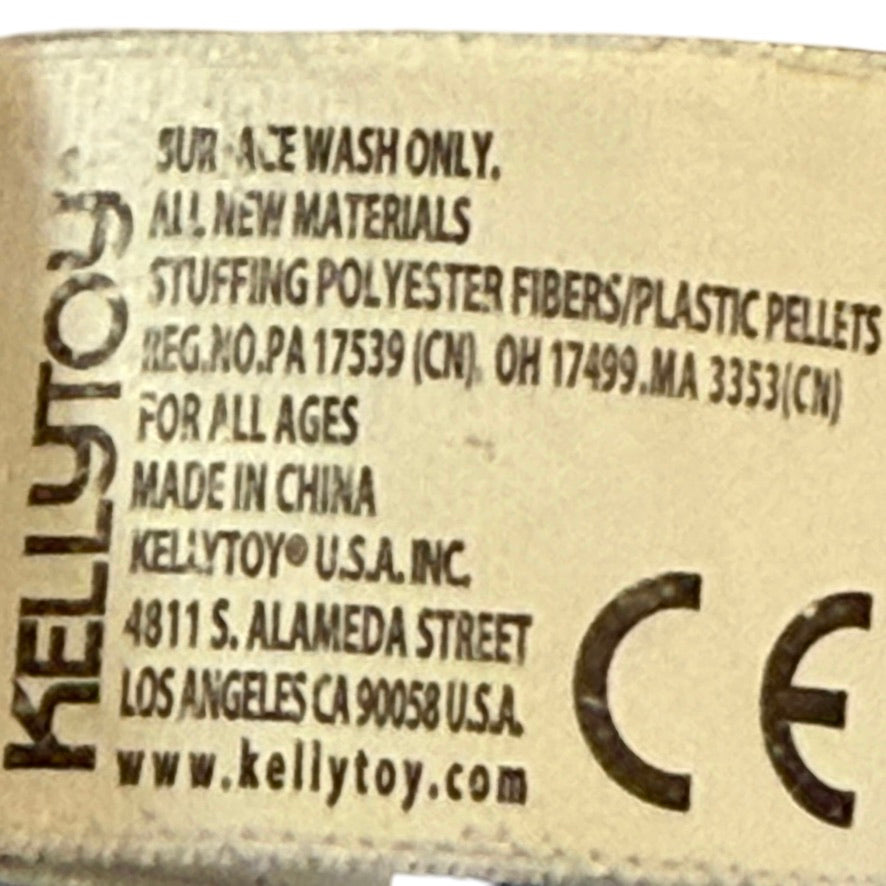 KELLYTOY
SURFACE WASH ONLY.
ALL NEW MATERIALS
STUFFING POLYESTER FIBERS/PLASTIC PELLETS
REG.NO.PA 17539 (CN). OH 17499.MA 3353(CN)
FOR ALL AGES
MADE IN CHINA
KELLYTOY® U.S.A. INC.
4811 S. ALAMEDA STREET
LOS ANGELES CA 90058 U.S.A.
www.kellytoy.com
CE